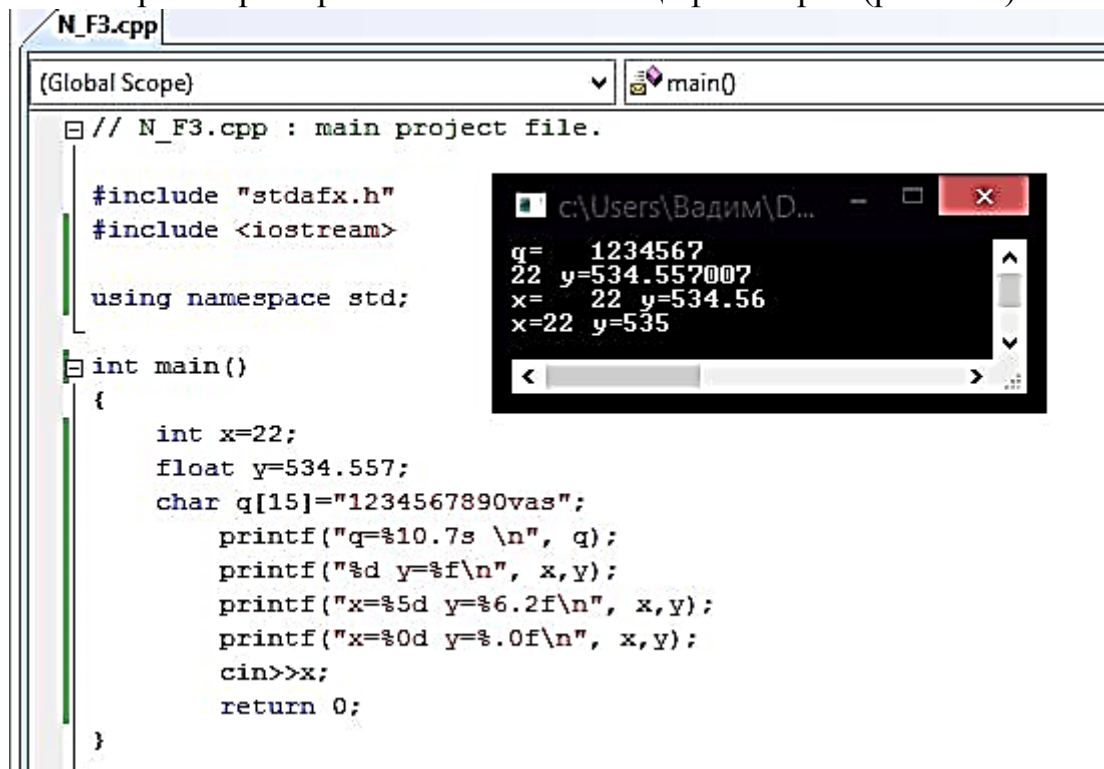 N_F3.cpp
(Global Scope) main()
// N_F3.cpp : main project file.
#include "stdafx.h"
#include <iostream>
using namespace std;
c:\Users\Вадим\D...
q=   1234567
22 y=534.557007
x=   22 y=534.56
x=22 y=535
int main()
{
int x=22;
float y=534.557;
char q[15]="1234567890vas";
printf("q=%10.7s \n", q);
printf("%d y=%f\n", x,y);
printf("x=%5d y=%6.2f\n", x,y);
printf("x=%0d y=%.0f\n", x,y);
cin>>x;
return 0;
}